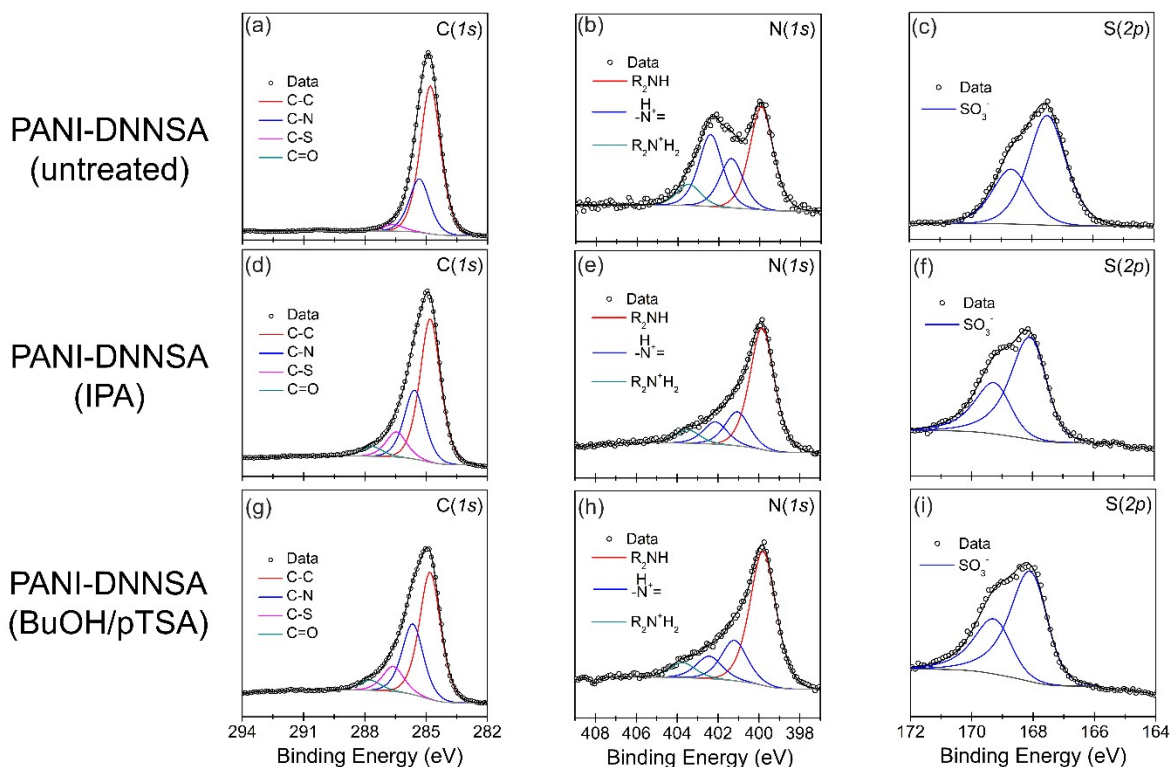 PANI-DNNSA
(untreated)
(a)
C(1s)
Data
C-C
C-N
C-S
C=O
(b)
N(1s)
Data
R₂NH
H
-N⁺=
R₂N⁺H₂
(c)
S(2p)
Data
SO₃⁻
PANI-DNNSA
(IPA)
(d)
C(1s)
Data
C-C
C-N
C-S
C=O
(e)
N(1s)
Data
R₂NH
H
-N⁺=
R₂N⁺H₂
(f)
S(2p)
Data
SO₃⁻
PANI-DNNSA
(BuOH/pTSA)
(g)
C(1s)
Data
C-C
C-N
C-S
C=O
(h)
N(1s)
Data
R₂NH
H
-N⁺=
R₂N⁺H₂
(i)
S(2p)
Data
SO₃⁻
294 291 288 285 282
Binding Energy (eV)
408 406 404 402 400 398
Binding Energy (eV)
172 170 168 166 164
Binding Energy (eV)